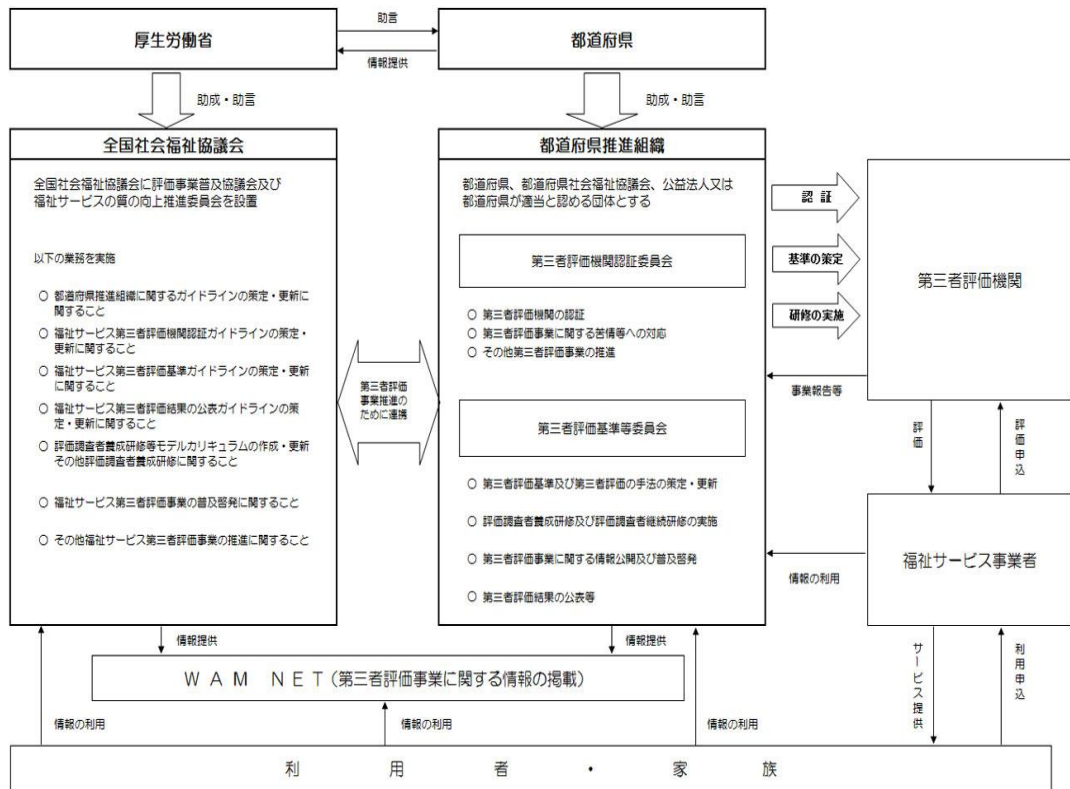 厚生労働省
助言
情報提供
都道府県
助成・助言
助成・助言
全国社会福祉協議会
全国社会福祉協議会に評価事業普及協議会及び
福祉サービスの質の向上推進委員会を設置
以下の業務を実施
○ 都道府県推進組織に関するガイドラインの策定・更新に
関すること
○ 福祉サービス第三者評価機関認証ガイドラインの策定・
更新に関すること
○ 福祉サービス第三者評価基準ガイドラインの策定・更新
に関すること
○ 福祉サービス第三者評価結果の公表ガイドラインの策
定・更新に関すること
○ 評価調査者養成研修等モデルカリキュラムの作成・更新
その他評価調査者養成研修に関すること
○ 福祉サービス第三者評価事業の普及啓発に関すること
○ その他福祉サービス第三者評価事業の推進に関すること
第三者評価
事業推進の
ために連携
都道府県推進組織
都道府県、都道府県社会福祉協議会、公益法人又は
都道府県が適当と認める団体とする
第三者評価機関認証委員会
○ 第三者評価機関の認証
○ 第三者評価事業に関する苦情等への対応
○ その他第三者評価事業の推進
第三者評価基準等委員会
○ 第三者評価基準及び第三者評価の手法の策定・更新
○ 評価調査者養成研修及び評価調査者継続研修の実施
○ 第三者評価事業に関する情報公開及び普及啓発
○ 第三者評価結果の公表等
認 証
基準の策定
研修の実施
第三者評価機関
事業報告等
評価
評価申込
福祉サービス事業者
情報の利用
サービス提供
利用申込
情報提供
情報提供
WAM NET(第三者評価事業に関する情報の掲載)
情報の利用
情報の利用
情報の利用
利 用 者 ・ 家 族